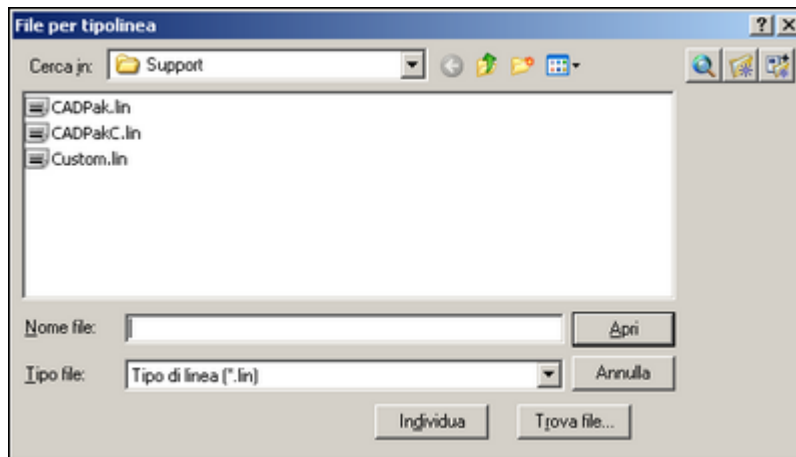 File per tipolinea
Cerca in: Support
CADPak.lin
CADPakC.lin
Custom.lin
Nome file: Apri
Tipo file: Tipo di linea (*.lin) Annulla
Individua Trova file...